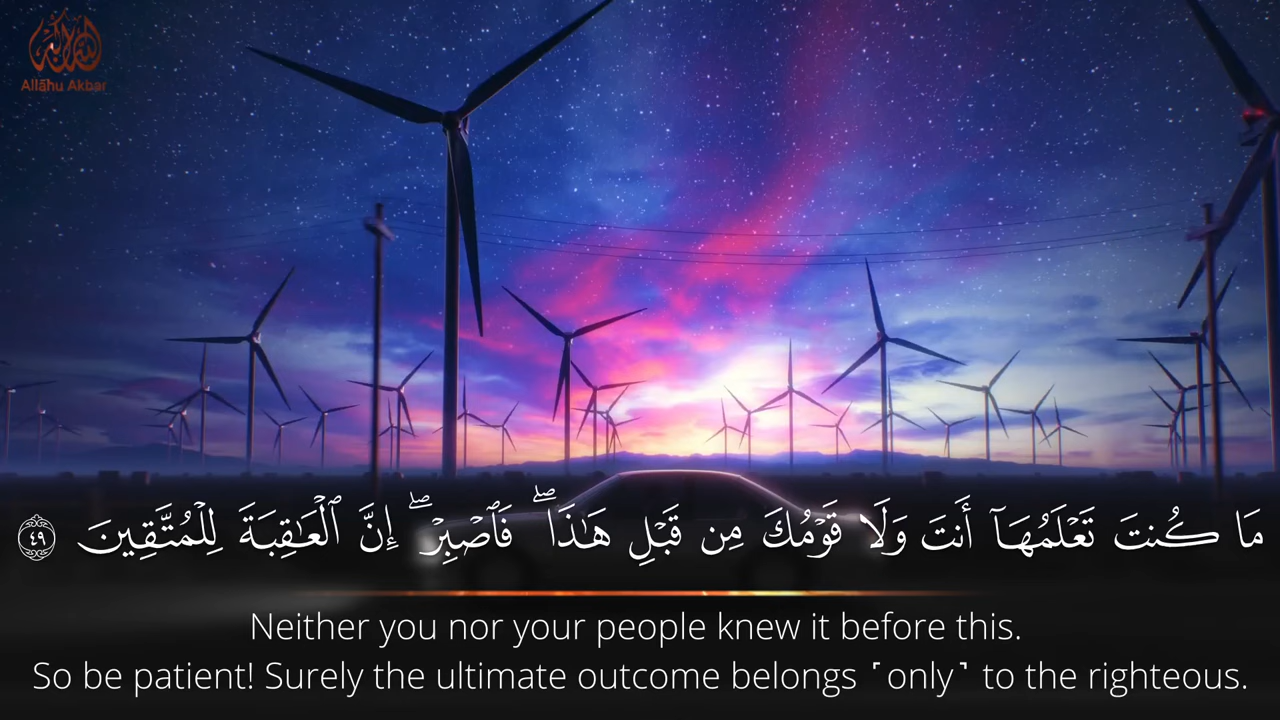 Allāhu Akbar
مَا كُنتَ تَعْلَمُهَآ أَنتَ وَلَا قَوْمُكَ مِن قَبْلِ هَـٰذَا ۖ فَٱصْبِرْ ۖ إِنَّ ٱلْعَـٰقِبَةَ لِلْمُتَّقِينَ ٤٩
Neither you nor your people knew it before this.
So be patient! Surely the ultimate outcome belongs ˹only˺ to the righteous.